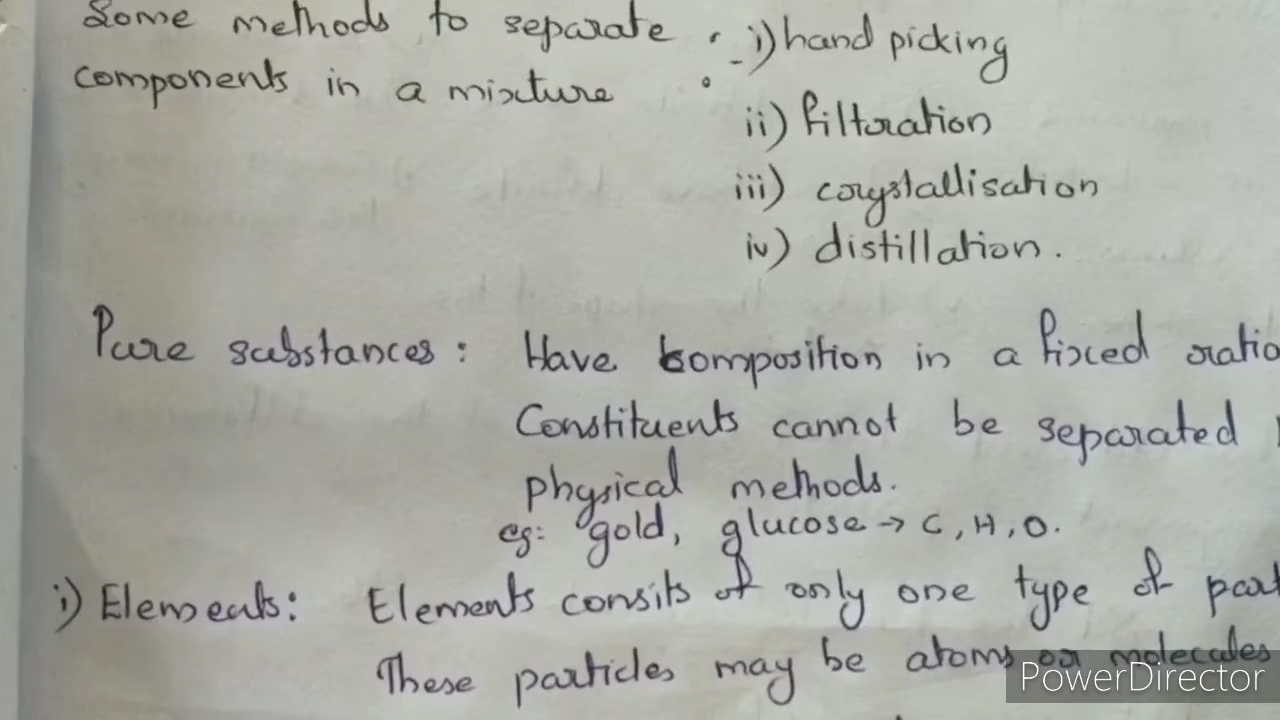 Some methods to separate : i) hand picking
components in a mixture
ii) filtration
iii) crystallisation
iv) distillation.
Pure substances : Have composition in a fixed ratio
Constituents cannot be separated
physical methods.
eg: gold, glucose → C, H, O.
i) Elements: Elements consits of only one type of
These particles may be atoms or molecules
PowerDirector